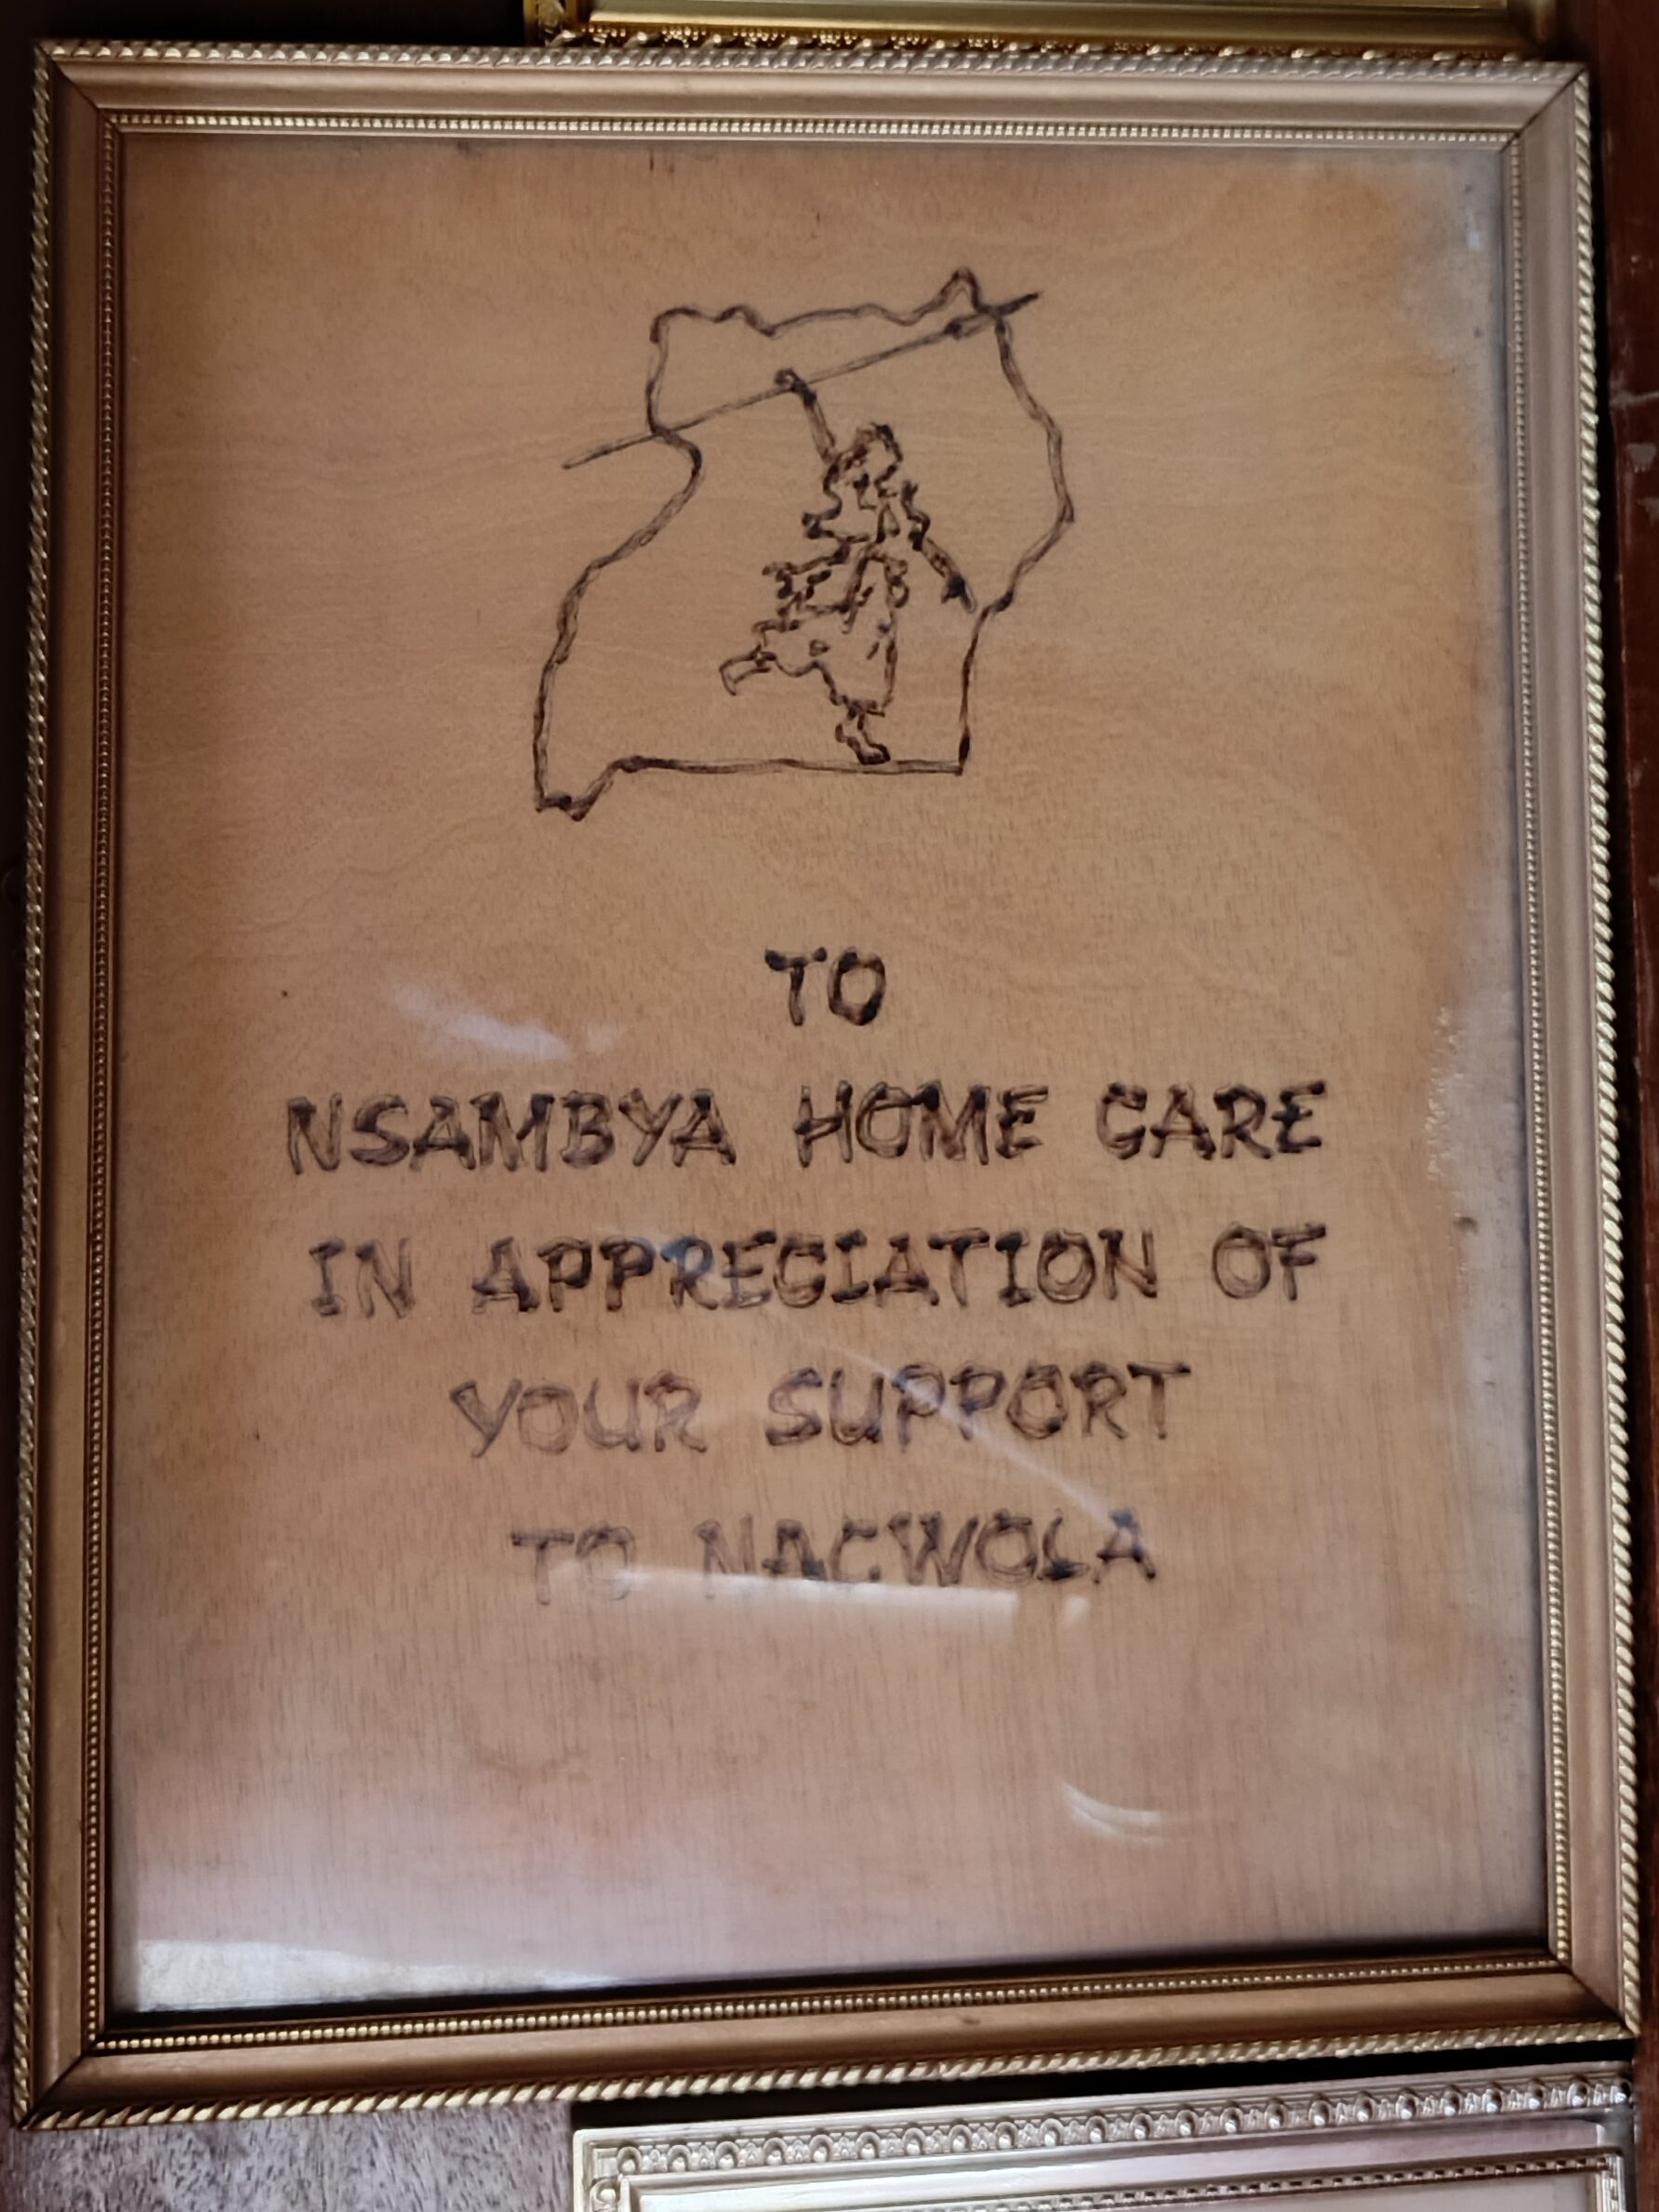 TO
NSAMBYA HOME CARE
IN APPRECIATION OF
YOUR SUPPORT
TO NACWOLA